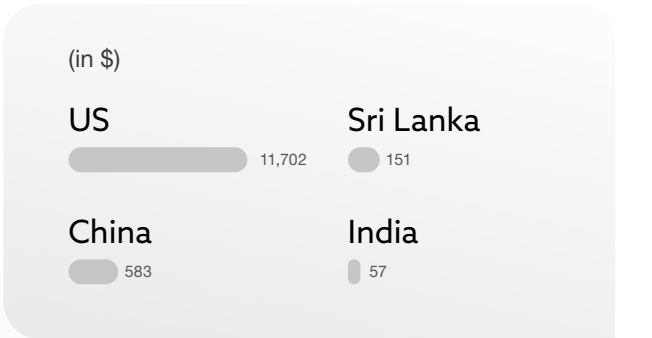 (in $)
US
11,702
Sri Lanka
151
China
583
India
57